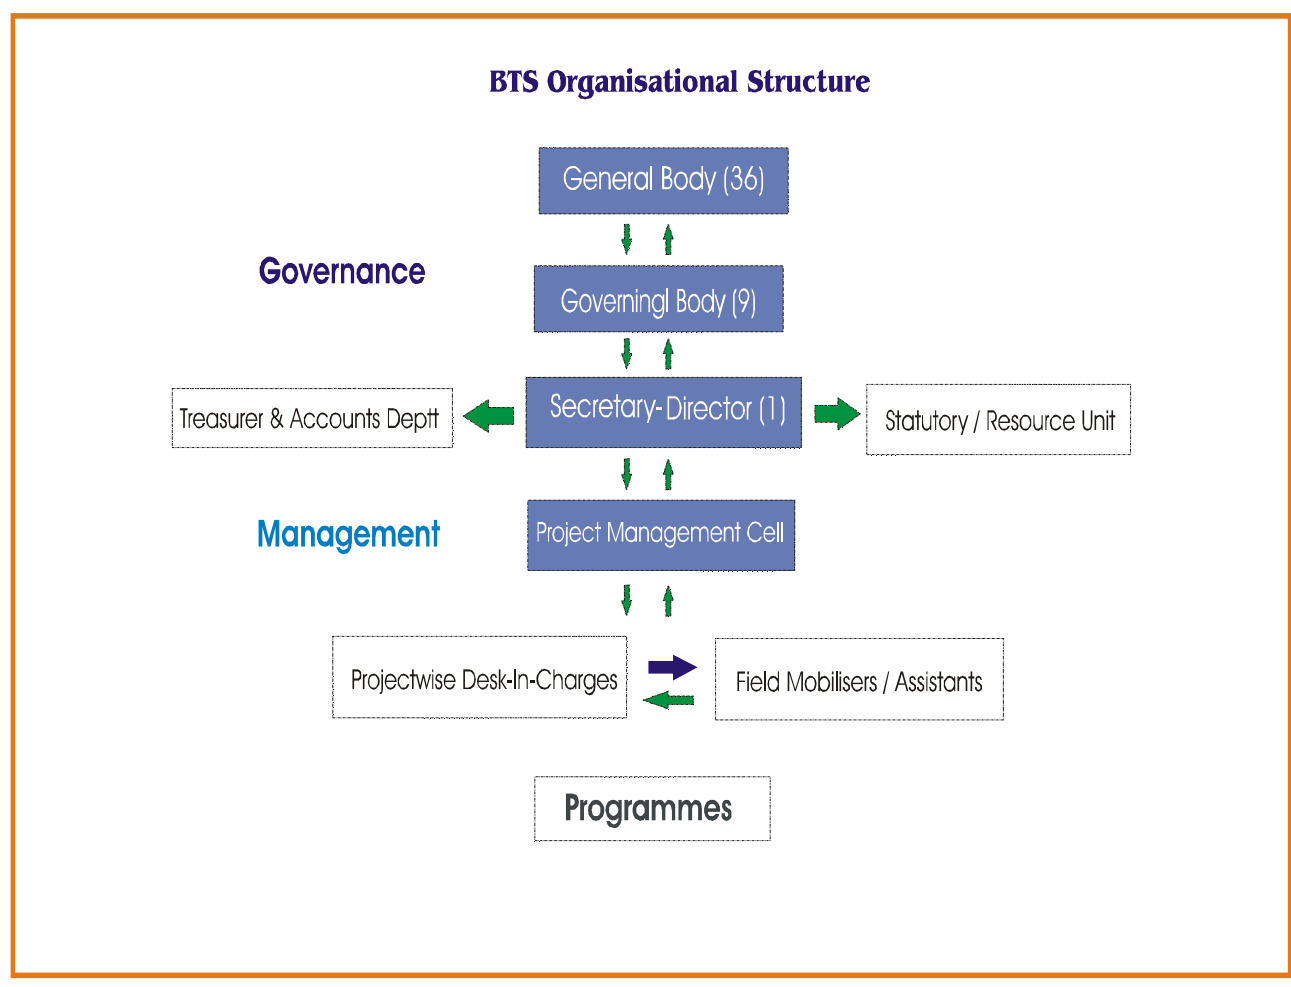 BTS Organisational Structure
General Body (36)
Governance
Governingl Body (9)
Treasurer & Accounts Deptt
Secretary-Director (1)
Statutory / Resource Unit
Management
Project Management Cell
Projectwise Desk-In-Charges
Field Mobilisers / Assistants
Programmes